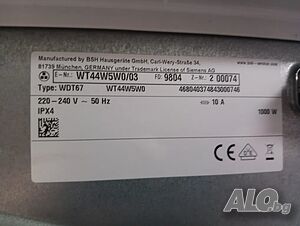 Manufactured by BSH Hausgeräte GmbH, Carl-Wery-Straße 34,
81739 München, GERMANY under Trademark License of Siemens AG
E - Nr.: WT44W5W0/03 FD: 9804 Z - Nr.: 2 00074
Type: WDT67 WT44W5W0 468040374843000746
220-240 V ~ 50 Hz 10 A
IPX4 1000 W
CE
ALO.bg